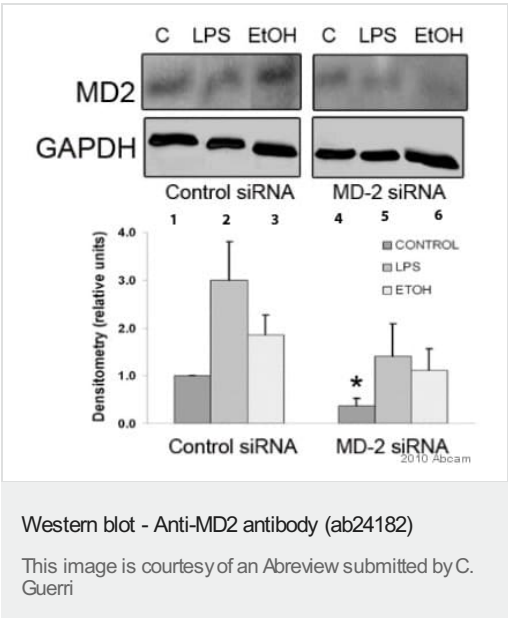 C LPS EtOH C LPS EtOH
MD2
GAPDH
Control siRNA MD-2 siRNA
1 2 3 4 5 6
Densitometry (relative units)
4.0
3.0
2.0
1.0
0.0
CONTROL
LPS
ETOH
*
Control siRNA MD-2 siRNA
2010 Abcam
Western blot - Anti-MD2 antibody (ab24182)
This image is courtesy of an Abreview submitted by C.
Guerri